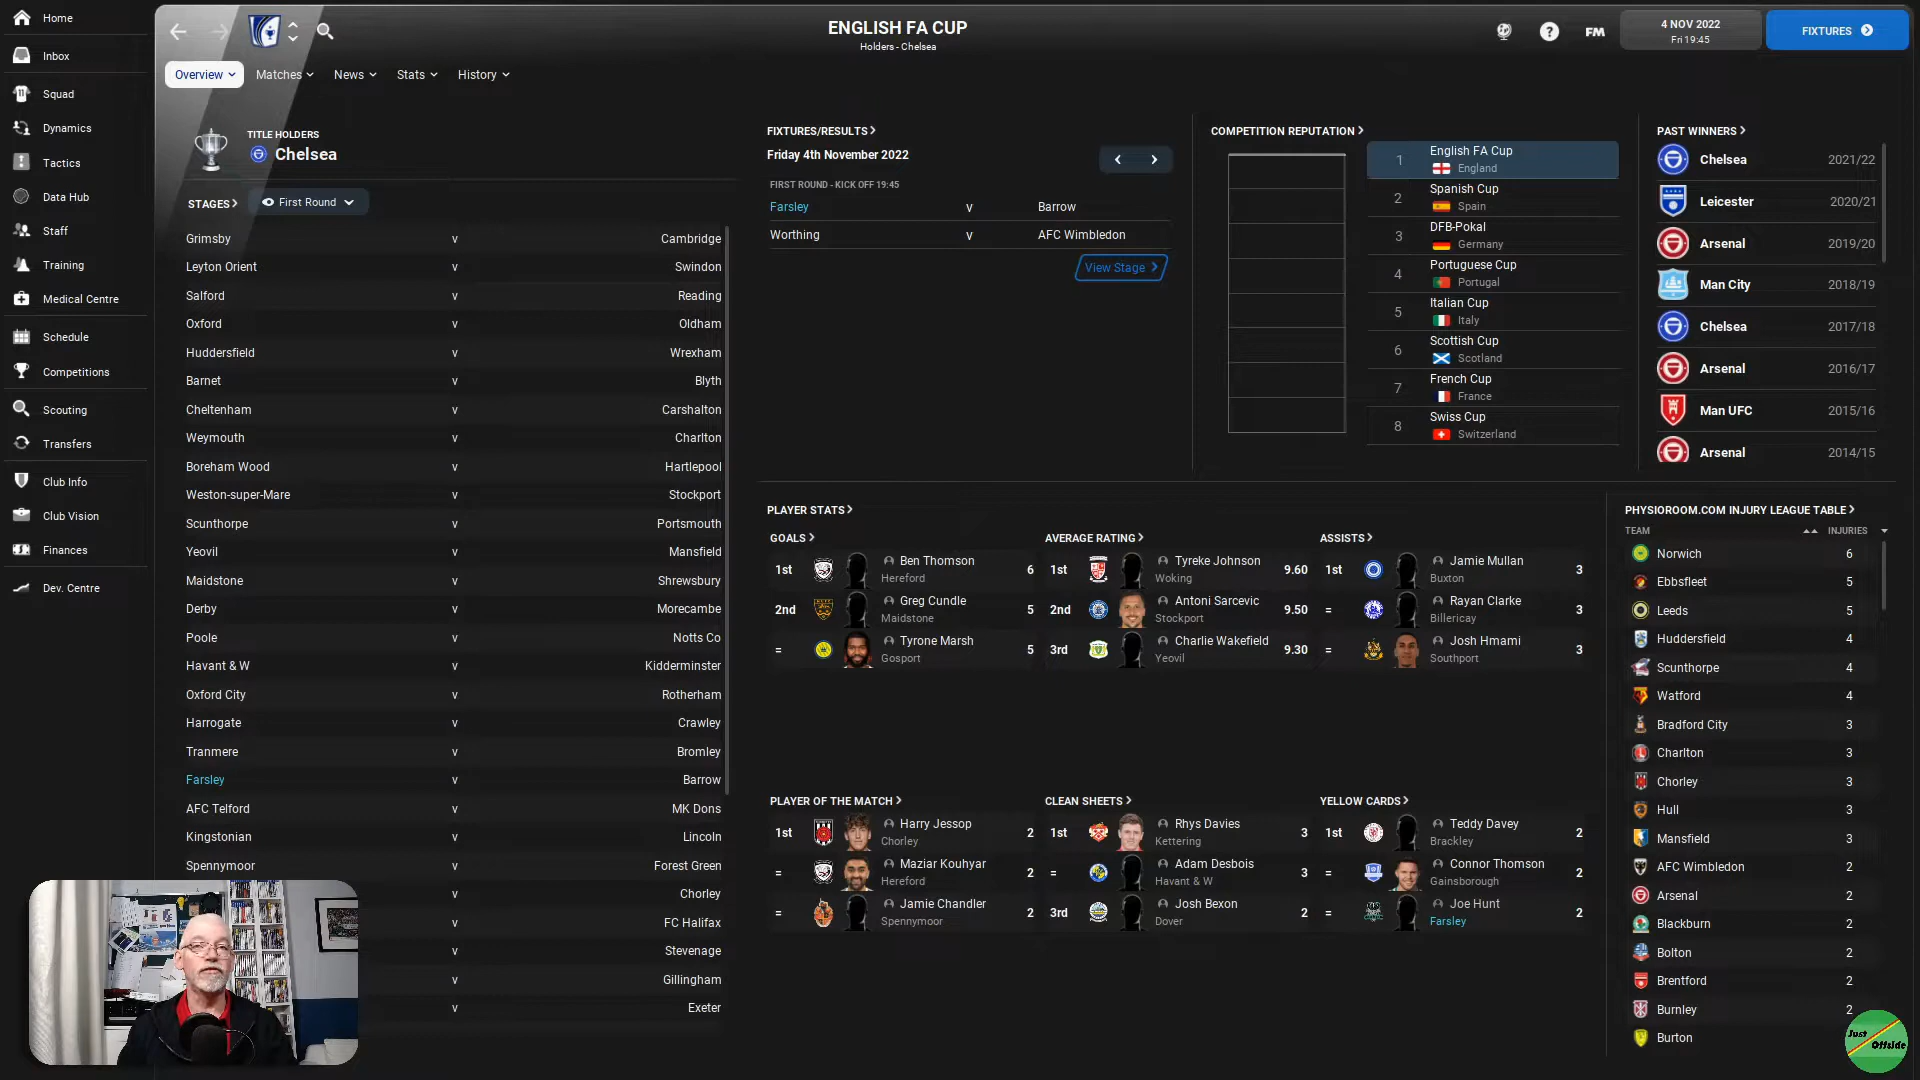 Home
Inbox
Squad
Dynamics
Tactics
Data Hub
Staff
Training
Medical Centre
Schedule
Competitions
Scouting
Transfers
Club Info
Club Vision
Finances
Dev. Centre
ENGLISH FA CUP
Holders - Chelsea
FM
4 NOV 2022
Fri 19:45
FIXTURES
Overview
Matches
News
Stats
History
TITLE HOLDERS
Chelsea
STAGES
First Round
Grimsby v Cambridge
Leyton Orient v Swindon
Salford v Reading
Oxford v Oldham
Huddersfield v Wrexham
Barnet v Blyth
Cheltenham v Carshalton
Weymouth v Charlton
Boreham Wood v Hartlepool
Weston-super-Mare v Stockport
Scunthorpe v Portsmouth
Yeovil v Mansfield
Maidstone v Shrewsbury
Derby v Morecambe
Poole v Notts Co
Havant & W v Kidderminster
Oxford City v Rotherham
Harrogate v Crawley
Tranmere v Bromley
Farsley v Barrow
AFC Telford v MK Dons
Kingstonian v Lincoln
Spennymoor v Forest Green
v Chorley
v FC Halifax
v Stevenage
v Gillingham
v Exeter
FIXTURES/RESULTS
Friday 4th November 2022
FIRST ROUND - KICK OFF 19:45
Farsley v Barrow
Worthing v AFC Wimbledon
View Stage
COMPETITION REPUTATION
1 English FA Cup
England
2 Spanish Cup
Spain
3 DFB-Pokal
Germany
4 Portuguese Cup
Portugal
5 Italian Cup
Italy
6 Scottish Cup
Scotland
7 French Cup
France
8 Swiss Cup
Switzerland
PAST WINNERS
Chelsea 2021/22
Leicester 2020/21
Arsenal 2019/20
Man City 2018/19
Chelsea 2017/18
Arsenal 2016/17
Man UFC 2015/16
Arsenal 2014/15
PLAYER STATS
GOALS
1st Ben Thomson 6
Hereford
2nd Greg Cundle 5
Maidstone
= Tyrone Marsh 5
Gosport
AVERAGE RATING
1st Tyreke Johnson 9.60
Woking
2nd Antoni Sarcevic 9.50
Stockport
3rd Charlie Wakefield 9.30
Yeovil
ASSISTS
1st Jamie Mullan 3
Buxton
= Rayan Clarke 3
Billericay
= Josh Hmami 3
Southport
PLAYER OF THE MATCH
1st Harry Jessop 2
Chorley
= Maziar Kouhyar 2
Hereford
= Jamie Chandler 2
Spennymoor
CLEAN SHEETS
1st Rhys Davies 3
Kettering
= Adam Desbois 3
Havant & W
3rd Josh Bexon 2
Dover
YELLOW CARDS
1st Teddy Davey 2
Brackley
= Connor Thomson 2
Gainsborough
= Joe Hunt 2
Farsley
PHYSIOROOM.COM INJURY LEAGUE TABLE
TEAM INJURIES
Norwich 6
Ebbsfleet 5
Leeds 5
Huddersfield 4
Scunthorpe 4
Watford 4
Bradford City 3
Charlton 3
Chorley 3
Hull 3
Mansfield 3
AFC Wimbledon 2
Arsenal 2
Blackburn 2
Bolton 2
Brentford 2
Burnley 2
Burton
Just
Offside